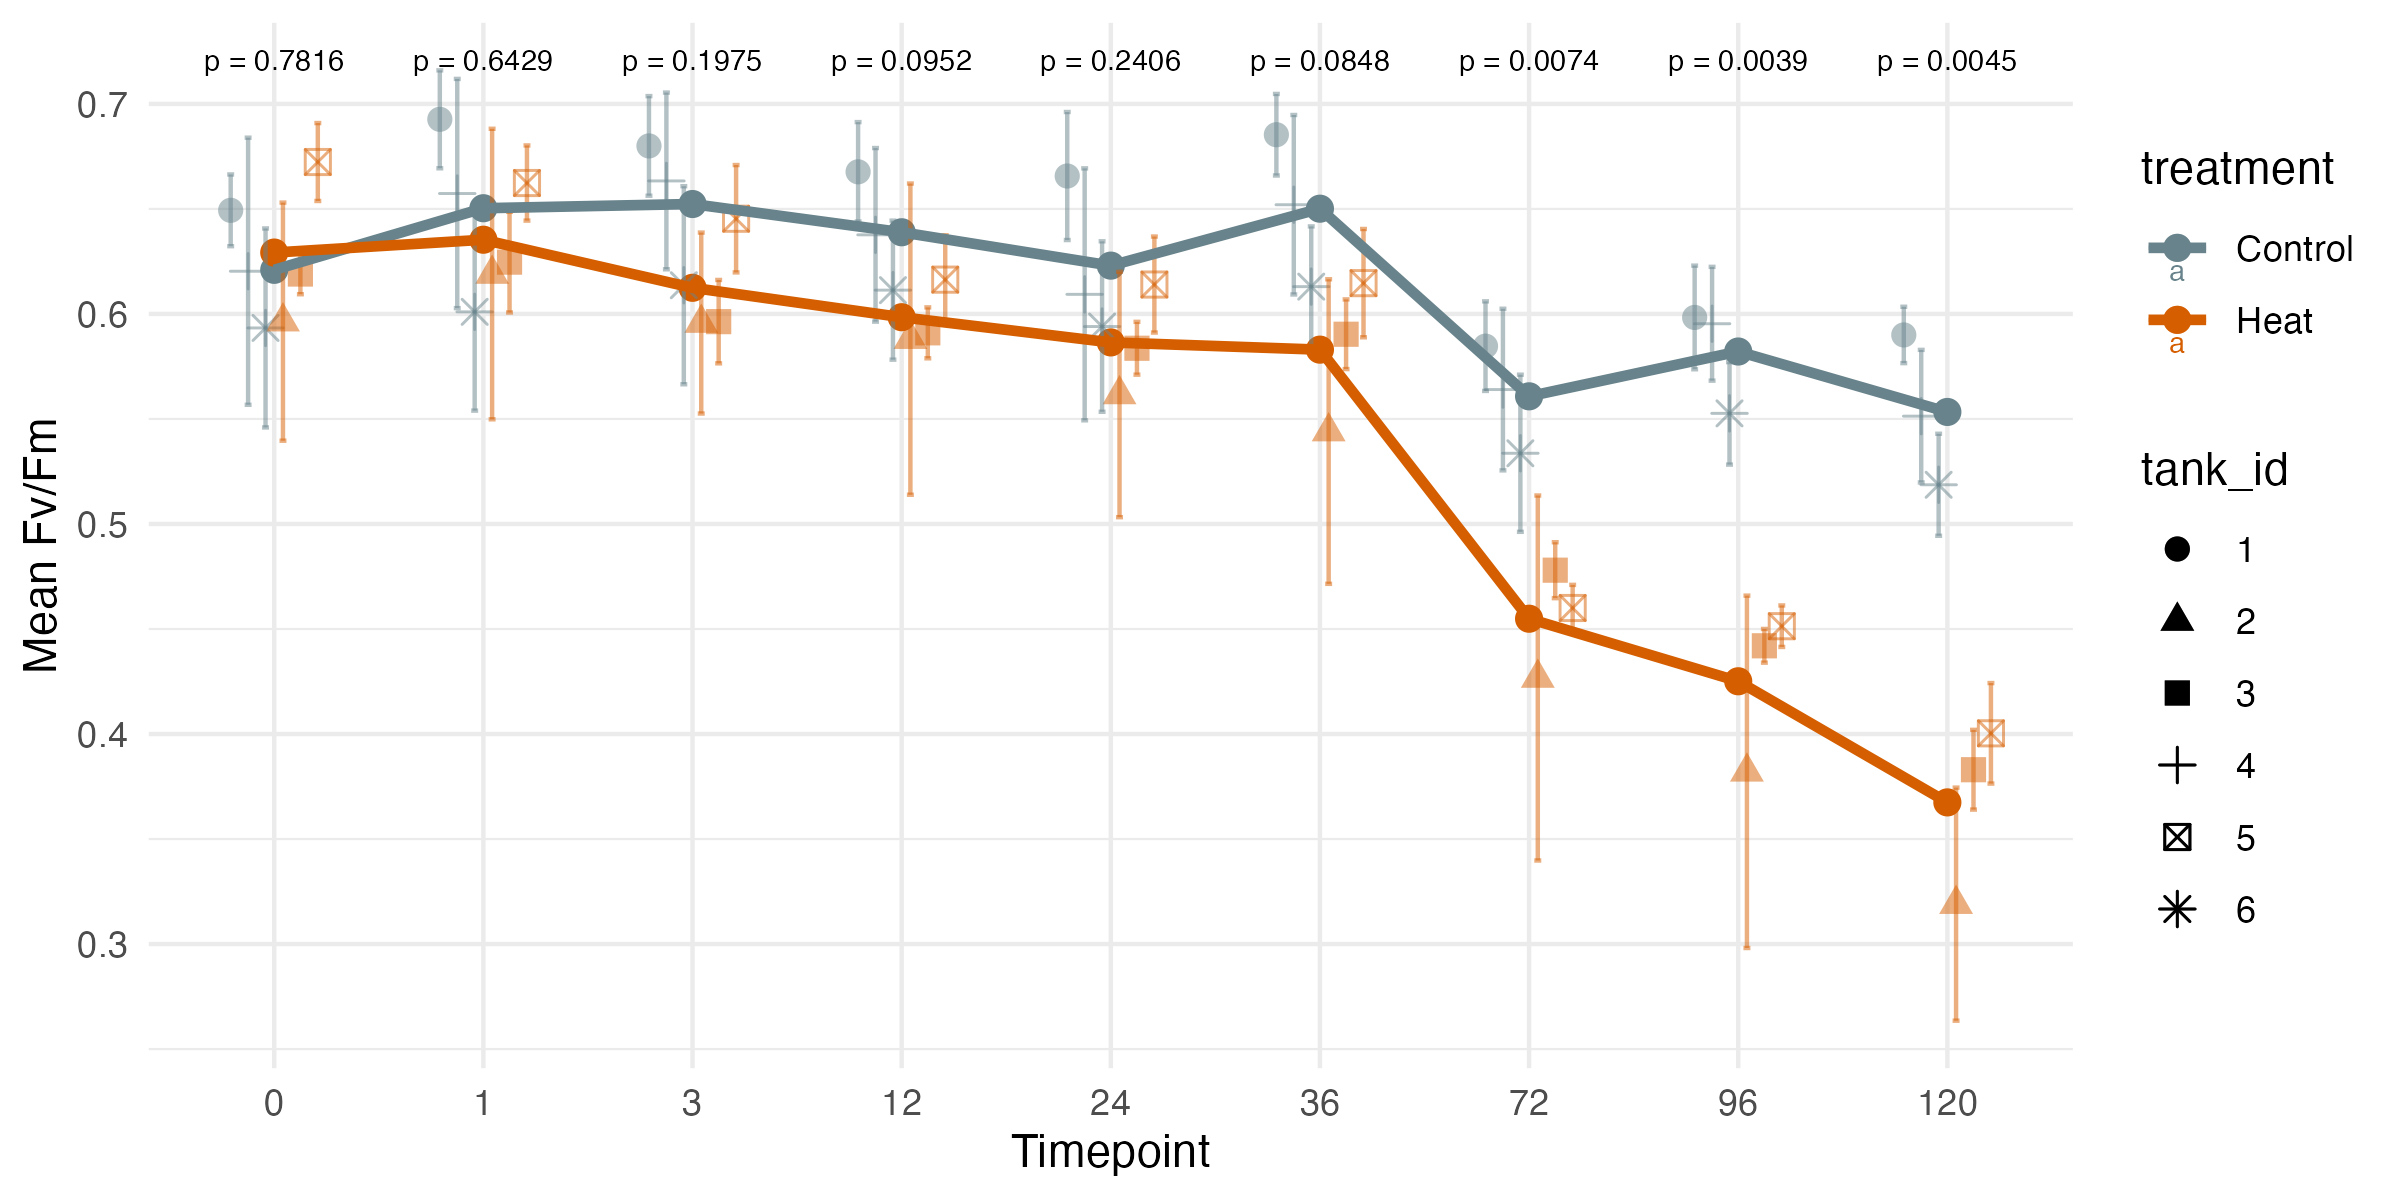 p = 0.7816 p = 0.6429 p = 0.1975 p = 0.0952 p = 0.2406 p = 0.0848 p = 0.0074 p = 0.0039 p = 0.0045
0.7
0.6
0.5
0.4
0.3
Mean Fv/Fm
0 1 3 12 24 36 72 96 120
Timepoint
treatment
a Control
a Heat
tank_id
1
2
3
4
5
6